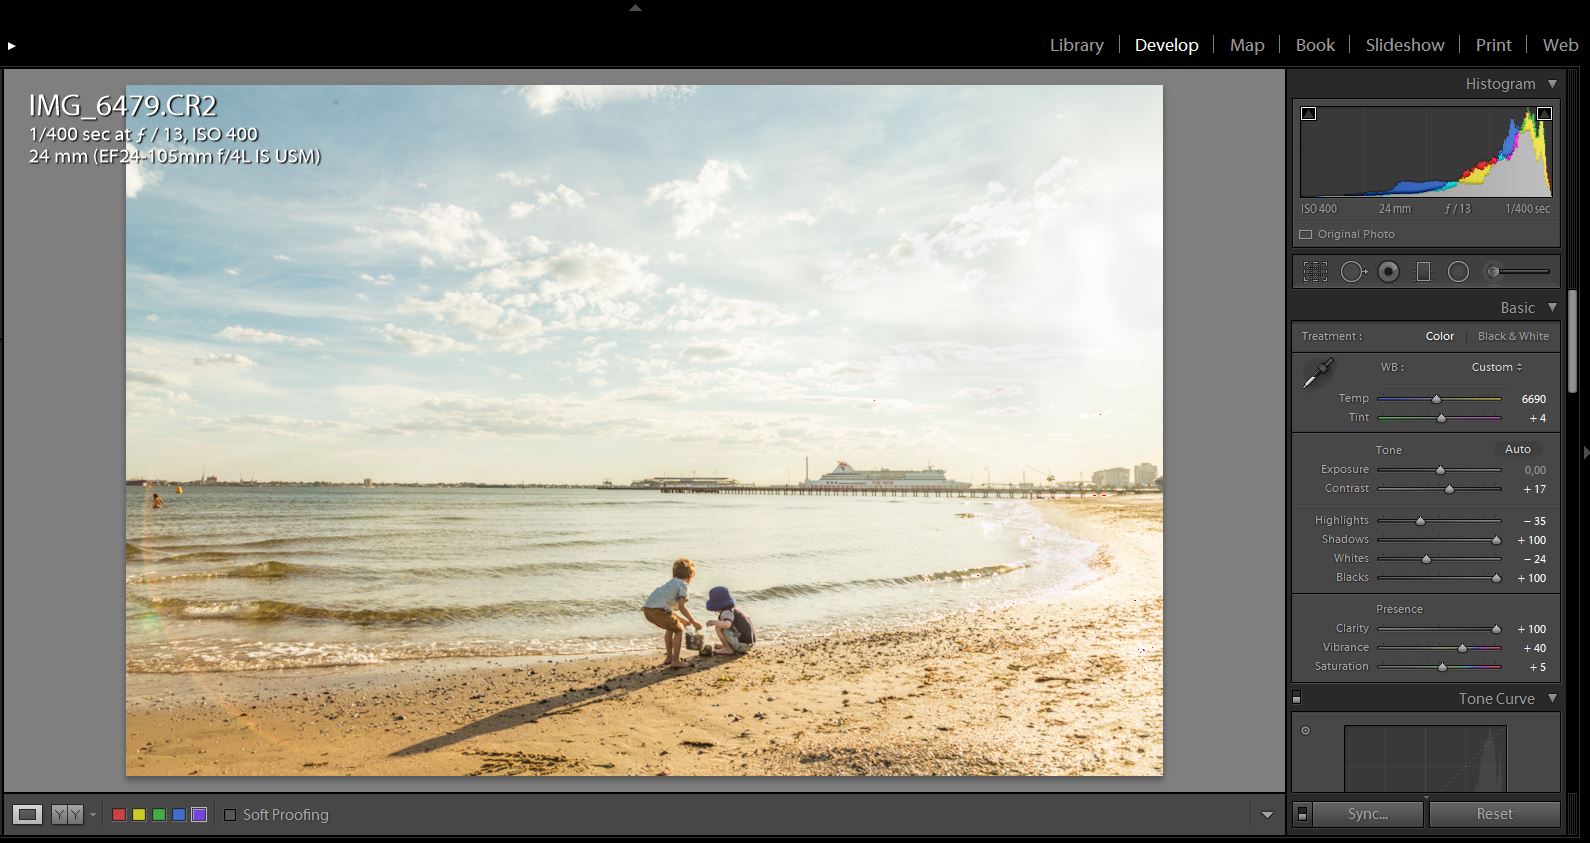 Library | Develop | Map | Book | Slideshow | Print | Web
IMG_6479.CR2
1/400 sec at ƒ / 13, ISO 400
24 mm (EF24-105mm f/4L IS USM)
Histogram
ISO 400 24 mm ƒ / 13 1/400 sec
Original Photo
Basic
Treatment : Color | Black & White
WB : Custom
Temp 6690
Tint + 4
Tone Auto
Exposure 0,00
Contrast + 17
Highlights − 35
Shadows + 100
Whites − 24
Blacks + 100
Presence
Clarity + 100
Vibrance + 40
Saturation + 5
Tone Curve
YY Soft Proofing
Sync... Reset